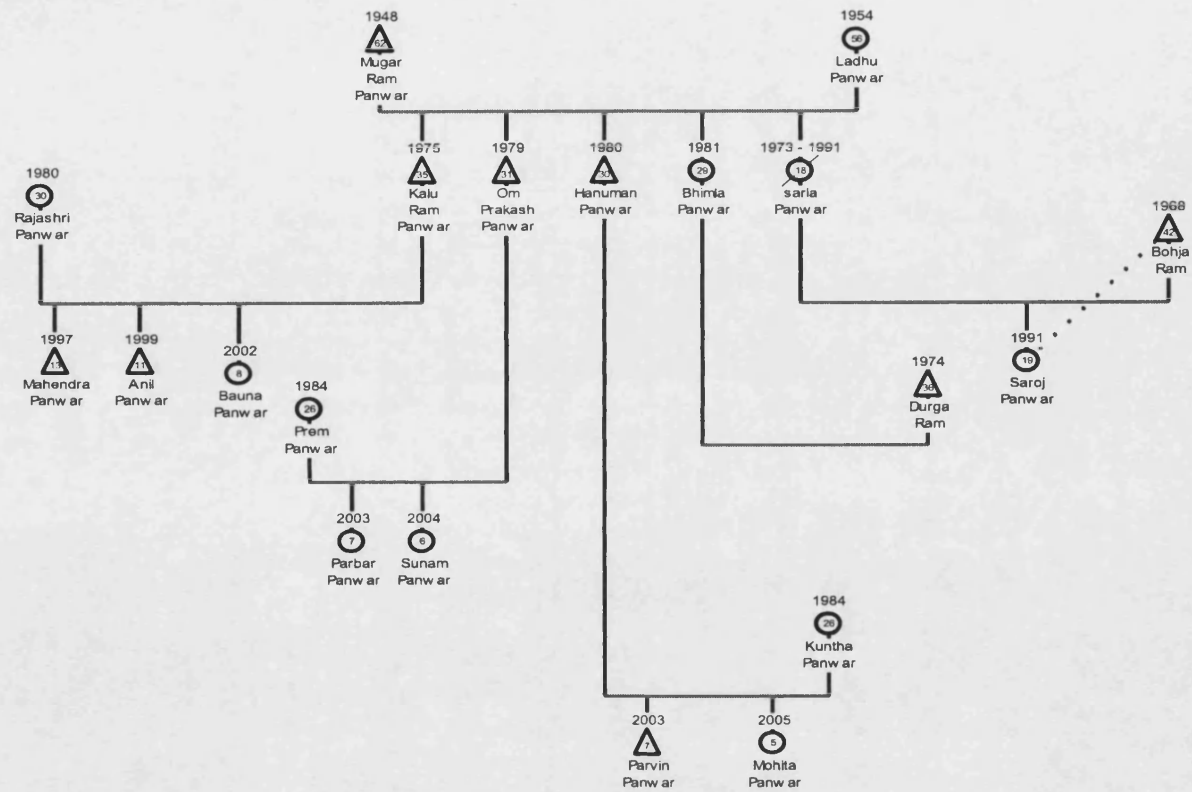 1948
62
Mugar
Ram
Panwar
1954
56
Ladhu
Panwar
1975
35
Kalu
Ram
Panwar
1979
31
Om
Prakash
Panwar
1980
30
Hanuman
Panwar
1981
29
Bhimla
Panwar
1973 - 1991
18
sarla
Panwar
1980
30
Rajashri
Panwar
1968
42
Bohja
Ram
1997
13
Mahendra
Panwar
1999
11
Anil
Panwar
2002
8
Bauna
Panwar
1991
19
Saroj
Panwar
1984
26
Prem
Panwar
1974
36
Durga
Ram
2003
7
Parbar
Panwar
2004
6
Sunam
Panwar
1984
26
Kuntha
Panwar
2003
7
Parvin
Panwar
2005
5
Mohita
Panwar